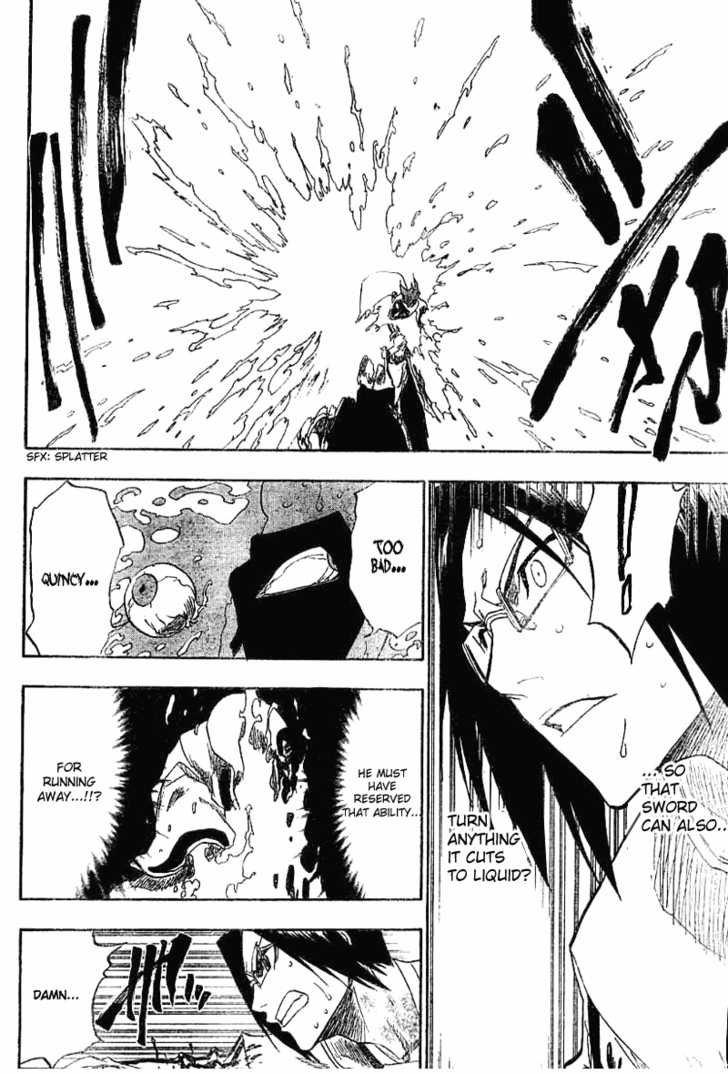 SFX: SPLATTER
... SO
THAT
SWORD
CAN ALSO..
TURN
ANYTHING
IT CUTS
TO LIQUID?
TOO
BAD...
QUINCY...
HE MUST
HAVE
RESERVED
THAT ABILITY...
FOR
RUNNING
AWAY...!!?
DAMN...